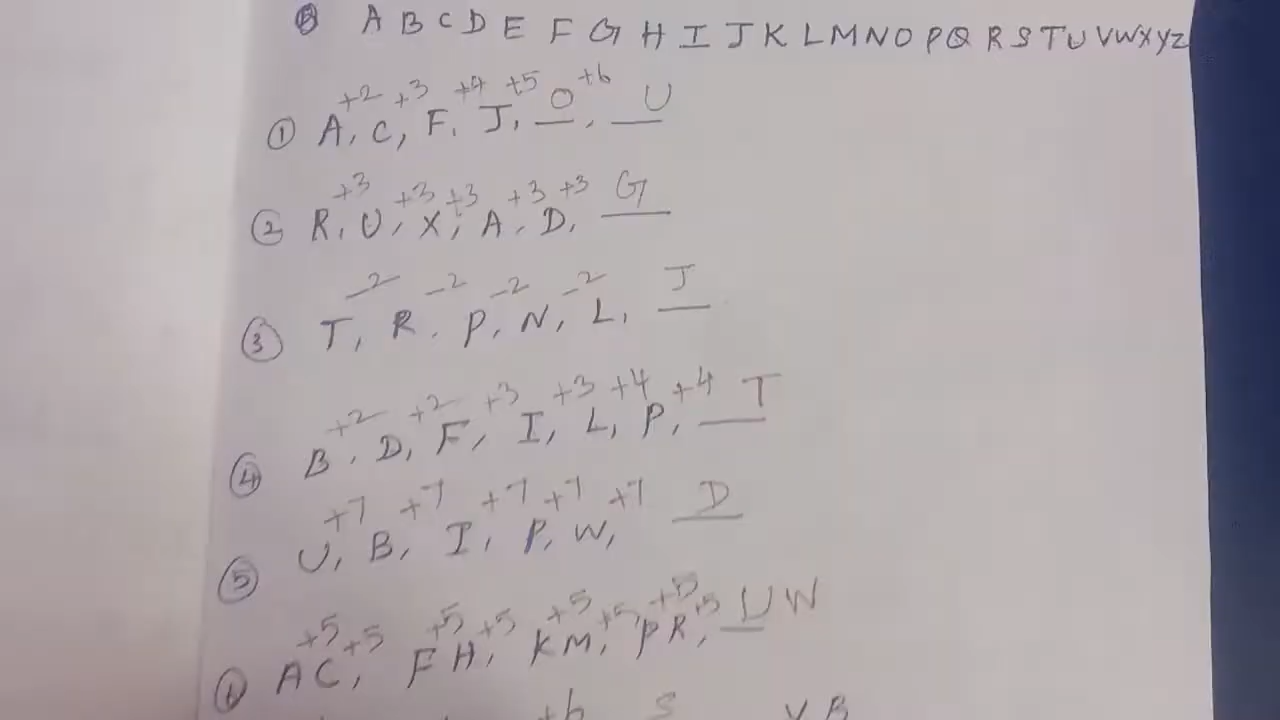 A B C D E F G H I J K L M N O P Q R S T U V W X Y Z
+2 +3 +4 +5 +6
① A, C, F, J, O, U
+3 +3 +3 +3 +3
② R, U, X, A, D, G
-2 -2 -2 -2
③ T, R, P, N, L, J
+2 +2 +3 +3 +4 +4
④ B, D, F, I, L, P, T
+7 +7 +7 +7 +7
⑤ U, B, I, P, W, D
+5 +5 +5 +5 +5 +5 +5 +5
⑥ AC, FH, KM, PR, UW
+6 S V B